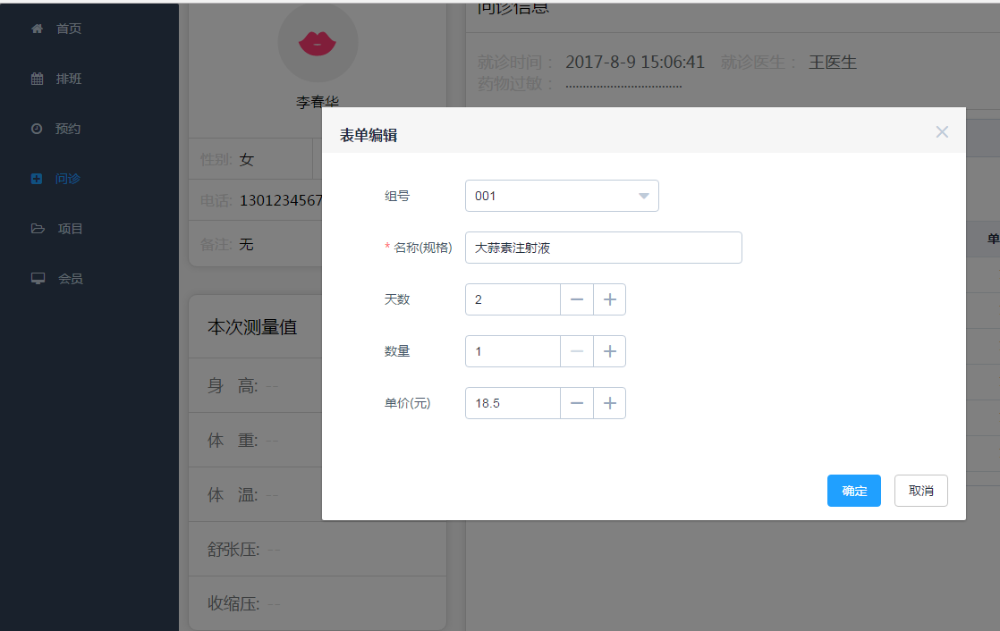 首页
排班
预约
问诊
项目
会员
李春华
性别: 女
电话: 1301234567
备注: 无
本次测量值
身 高: --
体 重: --
体 温: --
舒张压: --
收缩压: --
问诊信息
就诊时间： 2017-8-9 15:06:41 就诊医生： 王医生
药物过敏： ..................................
单
表单编辑
组号 001
* 名称(规格) 大蒜素注射液
天数 2
数量 1
单价(元) 18.5
确定 取消